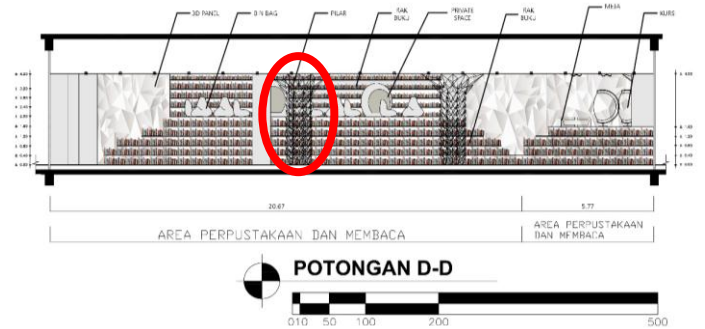 3D PANEL
BIN BAG
PILAR
RAK
BUKU
PRIVATE
SPACE
RAK
BUKU
MEJA
KURSI
20.67
5.77
AREA PERPUSTAKAAN DAN MEMBACA
AREA PERPUSTAKAAN
DAN MEMBACA
POTONGAN D-D
0 10 50 100 200 500